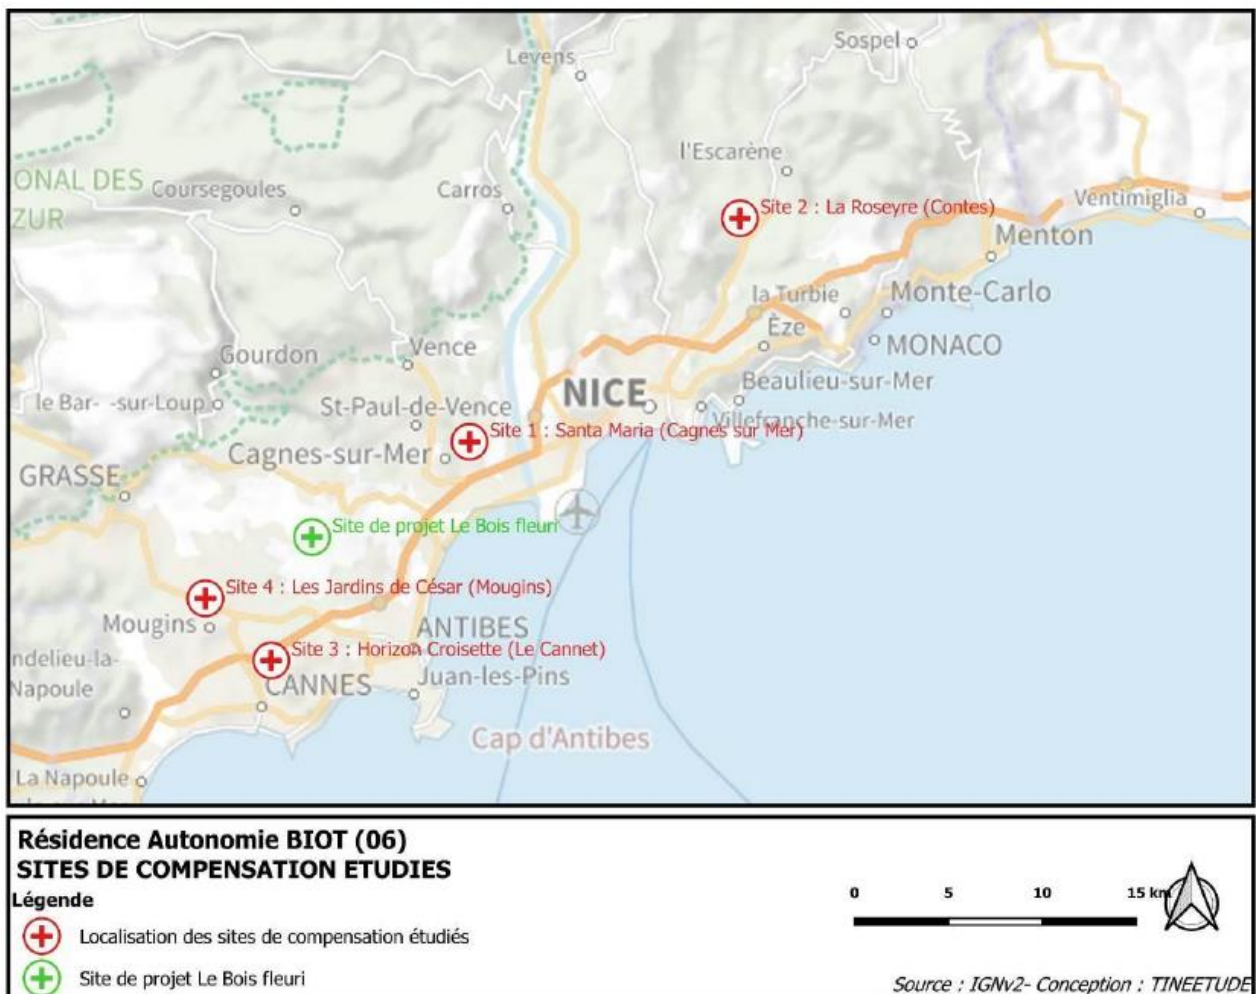 Sospel
Levens
l'Escarène
ONAL DES
ZUR
Coursegoules
Carros
Site 2 : La Roseyre (Contes)
Ventimiglia
Menton
la Turbie
Monte-Carlo
Èze
MONACO
Gourdon
Vence
NICE
Beaulieu-sur-Mer
le Bar- -sur-Loup
St-Paul-de-Vence
Villefranche-sur-Mer
Site 1 : Santa Maria (Cagnes sur Mer)
Cagnes-sur-Mer
GRASSE
Site de projet Le Bois fleuri
Site 4 : Les Jardins de César (Mougins)
Mougins
ANTIBES
Site 3 : Horizon Croisette (Le Cannet)
ndelieu-la-
Napoule
CANNES
Juan-les-Pins
Cap d'Antibes
La Napoule
Résidence Autonomie BIOT (06)
SITES DE COMPENSATION ETUDIES
Légende
Localisation des sites de compensation étudiés
Site de projet Le Bois fleuri
0 5 10 15 km
Source : IGNv2- Conception : TINEETUDE